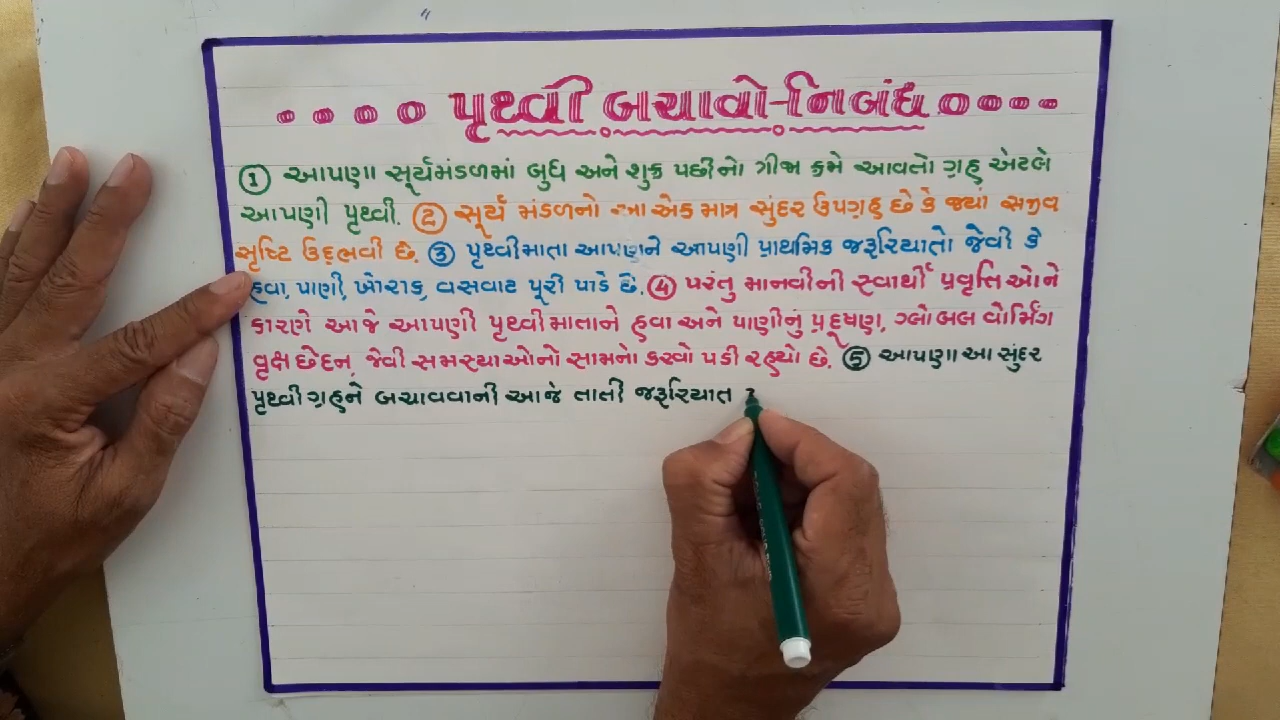 પૃથ્વી બચાવો-નિબંધ
① આપણા સૂર્યમંડળમાં બુધ અને શુક્ર પછીનો ત્રીજા ક્રમે આવતો ગ્રહ એટલે
આપણી પૃથ્વી. ② સૂર્ય મંડળનો આ એક માત્ર સુંદર ઉપગ્રહ છે કે જ્યાં સજીવ
સૃષ્ટિ ઉદ્ભવી છે. ③ પૃથ્વીમાતા આપણને આપણી પ્રાથમિક જરૂરિયાતો જેવી કે
હવા, પાણી, ખોરાક, વસવાટ પૂરી પાડે છે. ④ પરંતુ માનવીની સ્વાર્થી પ્રવૃત્તિઓને
કારણે આજે આપણી પૃથ્વીમાતાને હવા અને પાણીનું પ્રદૂષણ, ગ્લોબલ વોર્મિંગ
વૃક્ષછેદન, જેવી સમસ્યાઓનો સામનો કરવો પડી રહ્યો છે. ⑤ આપણા આ સુંદર
પૃથ્વી ગ્રહને બચાવવાની આજે તાતી જરૂરિયાત